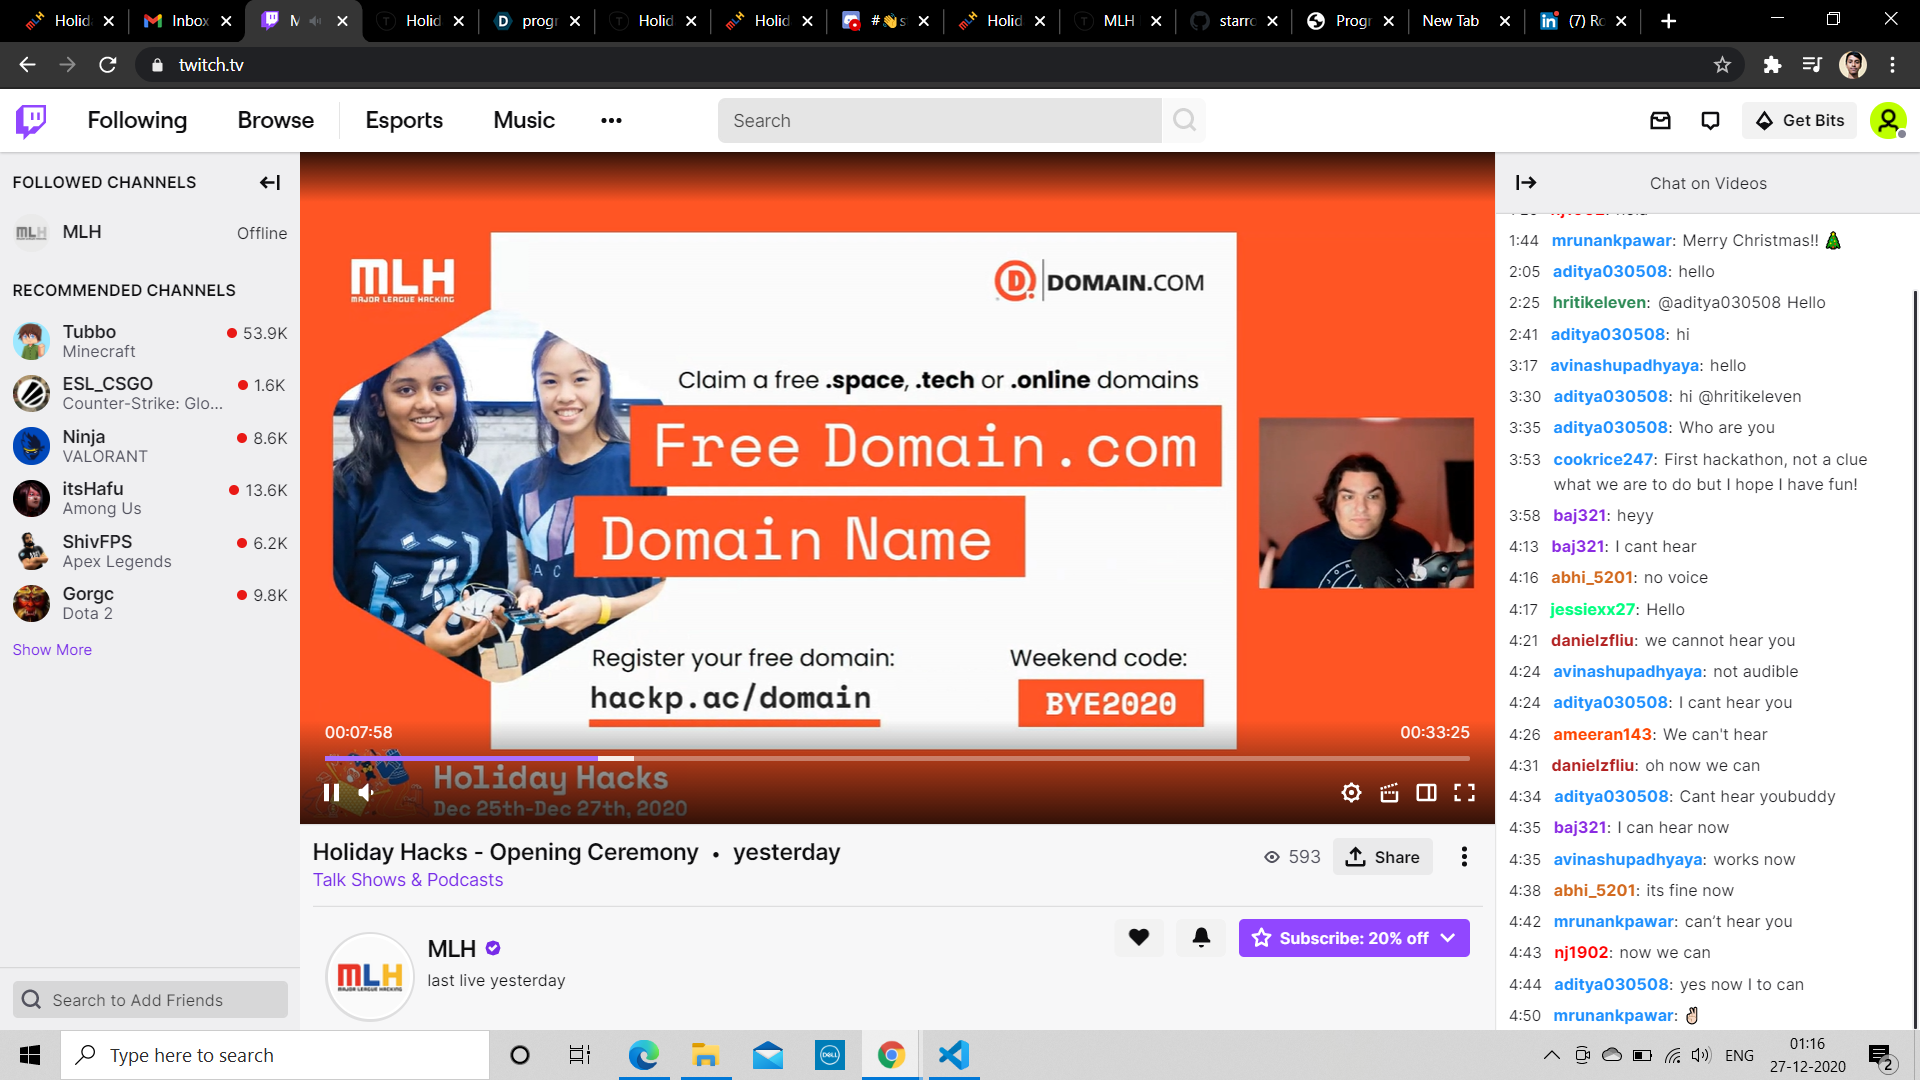 Holid
Inbox
M
Holid
progr
Holid
Holid
#👋s
Holid
MLH
starro
Progr
New Tab
(7) Ro
twitch.tv
Following
Browse
Esports
Music
Search
Get Bits
FOLLOWED CHANNELS
MLH
Offline
RECOMMENDED CHANNELS
Tubbo
53.9K
Minecraft
ESL_CSGO
1.6K
Counter-Strike: Glo...
Ninja
8.6K
VALORANT
itsHafu
13.6K
Among Us
ShivFPS
6.2K
Apex Legends
Gorgc
9.8K
Dota 2
Show More
Search to Add Friends
MLH
MAJOR LEAGUE HACKING
DOMAIN.COM
Claim a free .space, .tech or .online domains
Free Domain.com
Domain Name
Register your free domain:
hackp.ac/domain
Weekend code:
BYE2020
00:07:58
00:33:25
Holiday Hacks
Dec 25th-Dec 27th, 2020
Holiday Hacks - Opening Ceremony • yesterday
Talk Shows & Podcasts
593
Share
MLH
MAJOR LEAGUE HACKING
MLH
last live yesterday
Subscribe: 20% off
Chat on Videos
1:44 mrunankpawar: Merry Christmas!! 🎄
2:05 aditya030508: hello
2:25 hritikeleven: @aditya030508 Hello
2:41 aditya030508: hi
3:17 avinashupadhyaya: hello
3:30 aditya030508: hi @hritikeleven
3:35 aditya030508: Who are you
3:53 cookrice247: First hackathon, not a clue
what we are to do but I hope I have fun!
3:58 baj321: heyy
4:13 baj321: I cant hear
4:16 abhi_5201: no voice
4:17 jessiexx27: Hello
4:21 danielzfliu: we cannot hear you
4:24 avinashupadhyaya: not audible
4:24 aditya030508: I cant hear you
4:26 ameeran143: We can't hear
4:31 danielzfliu: oh now we can
4:34 aditya030508: Cant hear youbuddy
4:35 baj321: I can hear now
4:35 avinashupadhyaya: works now
4:38 abhi_5201: its fine now
4:42 mrunankpawar: can't hear you
4:43 nj1902: now we can
4:44 aditya030508: yes now I to can
4:50 mrunankpawar: ✌🏻
Type here to search
DELL
ENG
01:16
27-12-2020
2